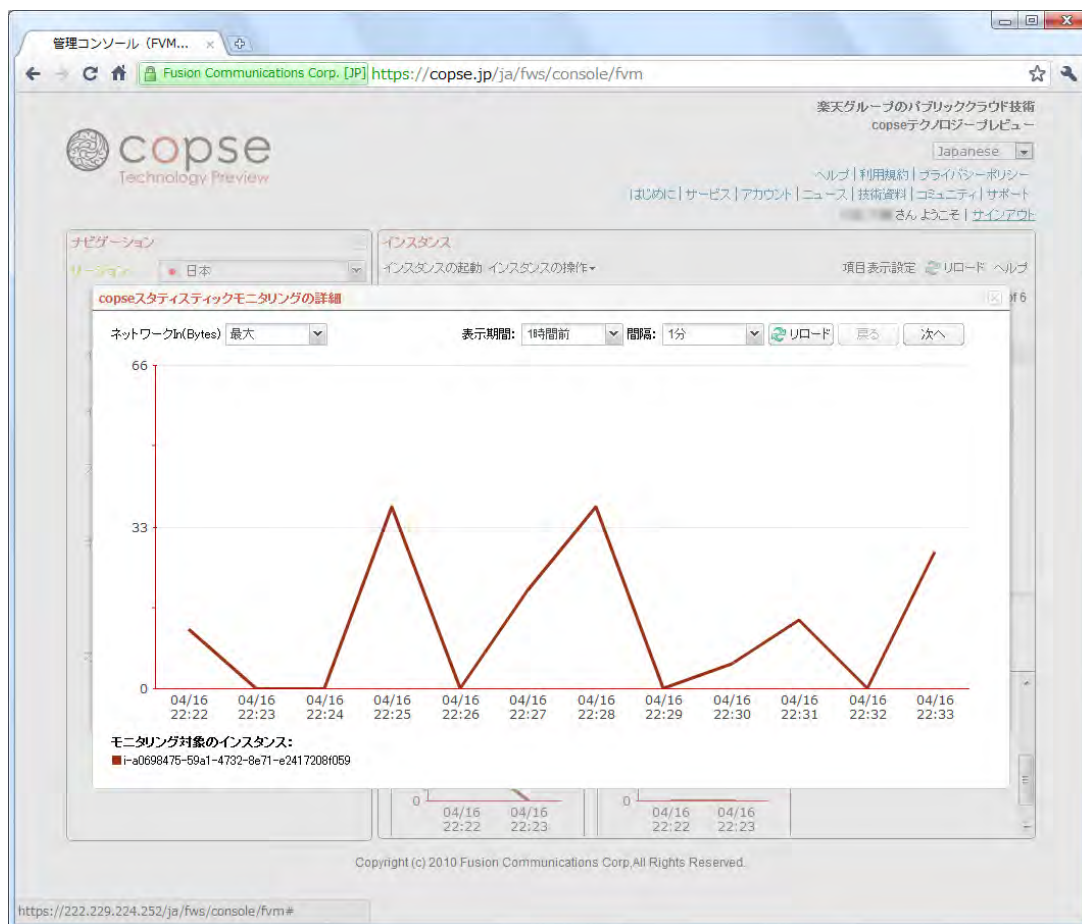 管理コンソール（FVM...
Fusion Communications Corp. [JP] https://copse.jp/ja/fws/console/fvm
楽天グループのパブリッククラウド技術
copseテクノロジープレビュー
copse
Technology Preview
Japanese
ヘルプ | 利用規約 | プライバシーポリシー
はじめに | サービス | アカウント | ニュース | 技術資料 | コミュニティ | サポート
さん ようこそ | サインアウト
ナビゲーション
インスタンス
リージョン 日本
インスタンスの起動 インスタンスの操作
項目表示設定 リロード ヘルプ
copseスタティスティックモニタリングの詳細
of 6
ネットワークIn(Bytes) 最大 表示期間: 1時間前 間隔: 1分 リロード 戻る 次へ
66
33
0
04/16 04/16 04/16 04/16 04/16 04/16 04/16 04/16 04/16 04/16 04/16 04/16
22:22 22:23 22:24 22:25 22:26 22:27 22:28 22:29 22:30 22:31 22:32 22:33
モニタリング対象のインスタンス:
i-a0698475-59a1-4732-8e71-e2417208f059
0 0
04/16 04/16 04/16 04/16
22:22 22:23 22:22 22:23
Copyright (c) 2010 Fusion Communications Corp,All Rights Reserved.
https://222.229.224.252/ja/fws/console/fvm#